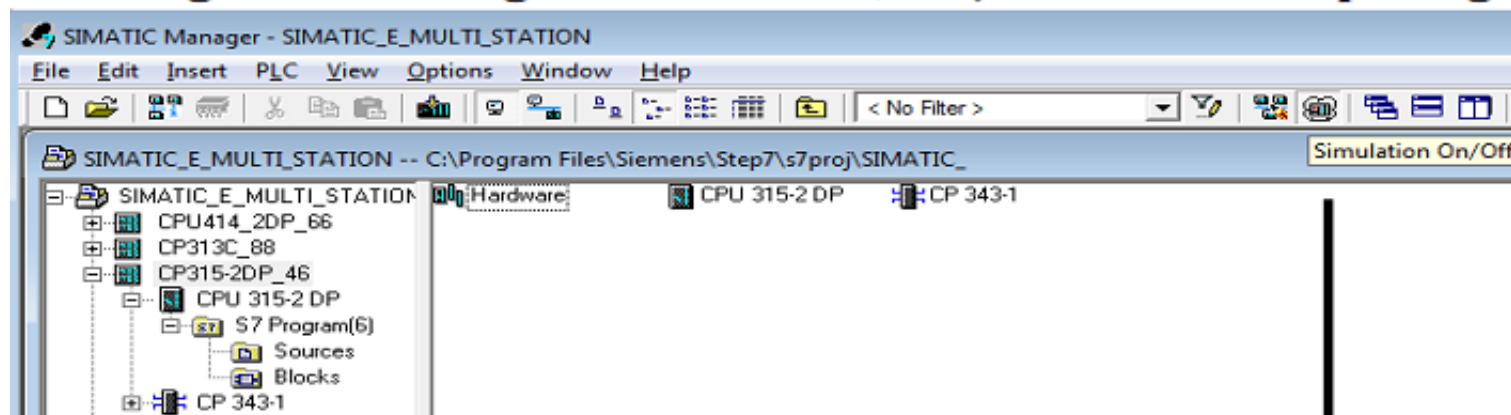 SIMATIC Manager - SIMATIC_E_MULTI_STATION
File Edit Insert PLC View Options Window Help
< No Filter >
SIMATIC_E_MULTI_STATION -- C:\Program Files\Siemens\Step7\s7proj\SIMATIC_
Simulation On/Off
SIMATIC_E_MULTI_STATION Hardware CPU 315-2 DP CP 343-1
CPU414_2DP_66
CP313C_88
CP315-2DP_46
CPU 315-2 DP
S7 Program(6)
Sources
Blocks
CP 343-1